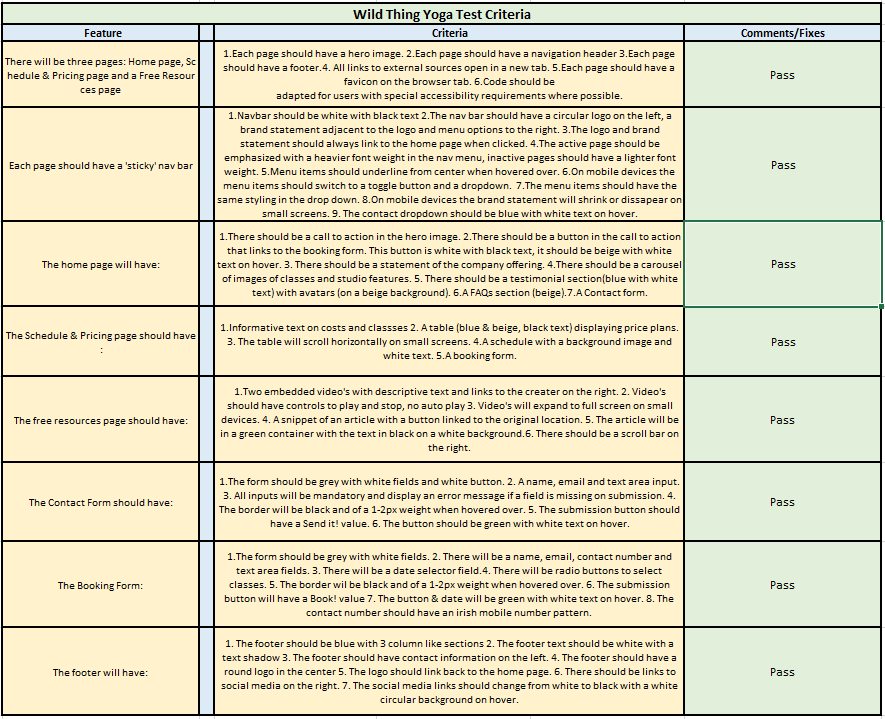 Wild Thing Yoga Test Criteria
Feature
Criteria
Comments/Fixes
There will be three pages: Home page, Sc
hedule & Pricing page and a Free Resour
ces page
1.Each page should have a hero image. 2.Each page should have a navigation header 3.Each page
should have a footer.4. All links to external sources open in a new tab. 5.Each page should have a
favicon on the browser tab. 6.Code should be
adapted for users with special accessibility requirements where possible.
Pass
Each page should have a 'sticky' nav bar
1.Navbar should be white with black text 2.The nav bar should have a circular logo on the left, a
brand statement adjacent to the logo and menu options to the right. 3.The logo and brand
statement should always link to the home page when clicked. 4.The active page should be
emphasized with a heavier font weight in the nav menu, inactive pages should have a lighter font
weight. 5.Menu items should underline from center when hovered over. 6.On mobile devices the
menu items should switch to a toggle button and a dropdown. 7.The menu items should have the
same styling in the drop down. 8.On mobile devices the brand statement will shrink or dissapear on
small screens. 9. The contact dropdown should be blue with white text on hover.
Pass
The home page will have:
1.There should be a call to action in the hero image. 2.There should be a button in the call to action
that links to the booking form. This button is white with black text, it should be beige with white
text on hover. 3. There should be a statement of the company offering. 4.There should be a carousel
of images of classes and studio features. 5. There should be a testimonial section(blue with white
text) with avatars (on a beige background). 6.A FAQs section (beige).7.A Contact form.
Pass
The Schedule & Pricing page should have
:
1.Informative text on costs and classses 2. A table (blue & beige, black text) displaying price plans.
3. The table will scroll horizontally on small screens. 4.A schedule with a background image and
white text. 5.A booking form.
Pass
The free resources page should have:
1.Two embedded video's with descriptive text and links to the creater on the right. 2. Video's
should have controls to play and stop, no auto play 3. Video's will expand to full screen on small
devices. 4. A snippet of an article with a button linked to the original location. 5. The article will be
in a green container with the text in black on a white background.6. There should be a scroll bar on
the right.
Pass
The Contact Form should have:
1.The form should be grey with white fields and white button. 2. A name, email and text area input.
3. All inputs will be mandatory and display an error message if a field is missing on submission. 4.
The border will be black and of a 1-2px weight when hovered over. 5. The submission button should
have a Send it! value. 6. The button should be green with white text on hover.
Pass
The Booking Form:
1.The form should be grey with white fields. 2. There will be a name, email, contact number and
text area fields. 3. There will be a date selector field.4. There will be radio buttons to select
classes. 5. The border wil be black and of a 1-2px weight when hovered over. 6. The submission
button will have a Book! value 7. The button & date will be green with white text on hover. 8. The
contact number should have an irish mobile number pattern.
Pass
The footer will have:
1. The footer should be blue with 3 column like sections 2. The footer text should be white with a
text shadow 3. The footer should have contact information on the left. 4. The footer should have a
round logo in the center 5. The logo should link back to the home page. 6. There should be links to
social media on the right. 7. The social media links should change from white to black with a white
circular background on hover.
Pass